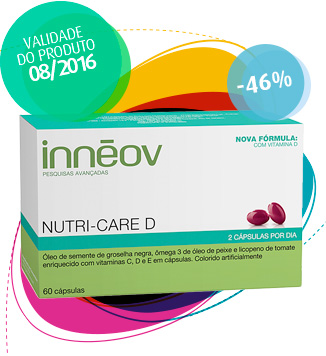 VALIDADE
DO PRODUTO
08/2016
-46%
NOVA FÓRMULA:
COM VITAMINA D
innēov
PESQUISAS AVANÇADAS
NUTRI-CARE D
2 CÁPSULAS POR DIA
Óleo de semente de groselha negra, ômega 3 de óleo de peixe e licopeno de tomate
enriquecido com vitaminas C, D e E em cápsulas. Colorido artificialmente
60 cápsulas